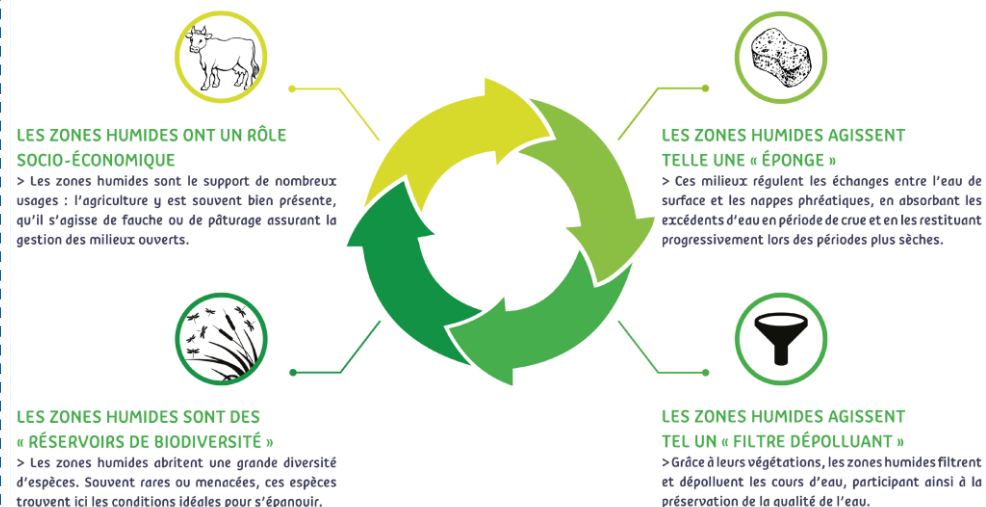 LES ZONES HUMIDES ONT UN RÔLE
SOCIO-ÉCONOMIQUE
> Les zones humides sont le support de nombreux
usages : l'agriculture y est souvent bien présente,
qu'il s'agisse de fauche ou de pâturage assurant la
gestion des milieux ouverts.
LES ZONES HUMIDES AGISSENT
TELLE UNE « ÉPONGE »
> Ces milieux régulent les échanges entre l'eau de
surface et les nappes phréatiques, en absorbant les
excédents d'eau en période de crue et en les restituant
progressivement lors des périodes plus sèches.
LES ZONES HUMIDES SONT DES
« RÉSERVOIRS DE BIODIVERSITÉ »
> Les zones humides abritent une grande diversité
d'espèces. Souvent rares ou menacées, ces espèces
trouvent ici les conditions idéales pour s'épanouir.
LES ZONES HUMIDES AGISSENT
TEL UN « FILTRE DÉPOLLUANT »
> Grâce à leurs végétations, les zones humides filtrent
et dépolluent les cours d'eau, participant ainsi à la
préservation de la qualité de l'eau.